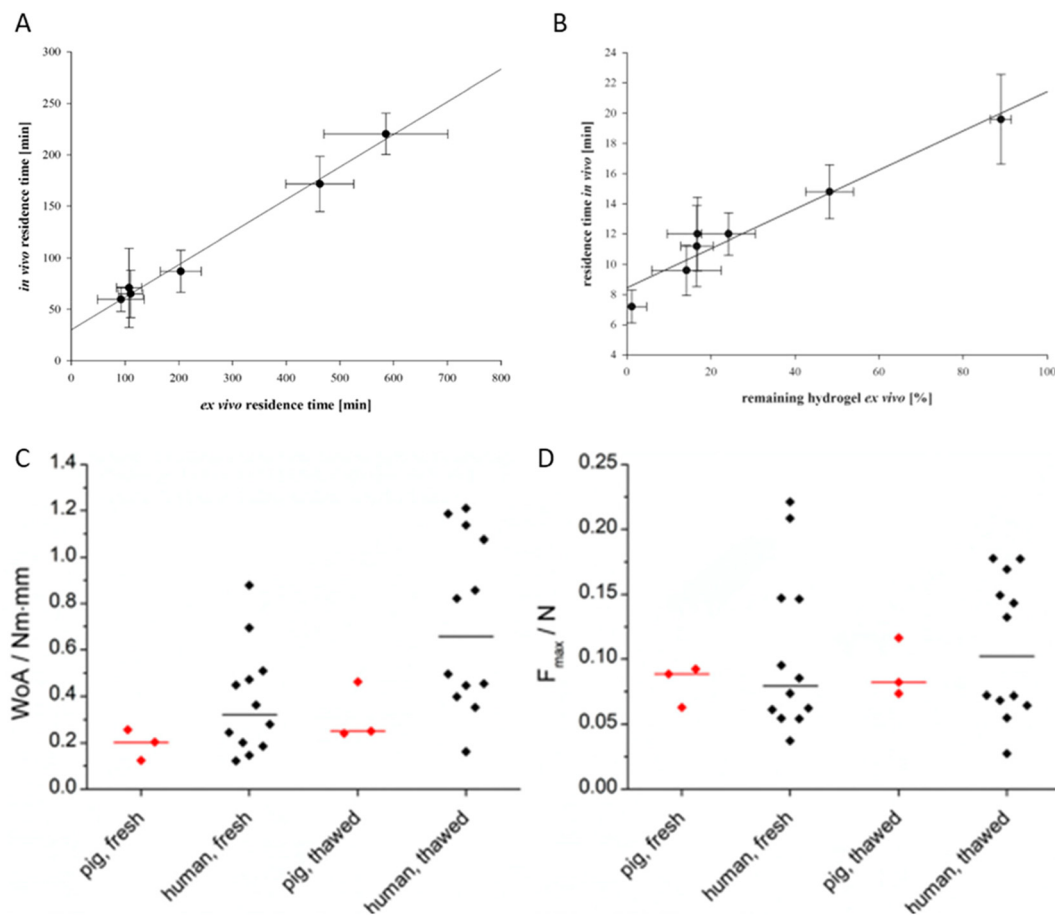 A
B
300
250
200
150
100
50
0
in vivo residence time [min]
0 100 200 300 400 500 600 700 800
ex vivo residence time [min]
24
22
20
18
16
14
12
10
8
6
4
residence time in vivo [min]
0 20 40 60 80 100
remaining hydrogel ex vivo [%]
C
D
1.4
1.2
1.0
0.8
0.6
0.4
0.2
0.0
WoA / Nm·mm
pig, fresh
human, fresh
pig, thawed
human, thawed
0.25
0.20
0.15
0.10
0.05
0.00
Fmax / N
pig, fresh
human, fresh
pig, thawed
human, thawed